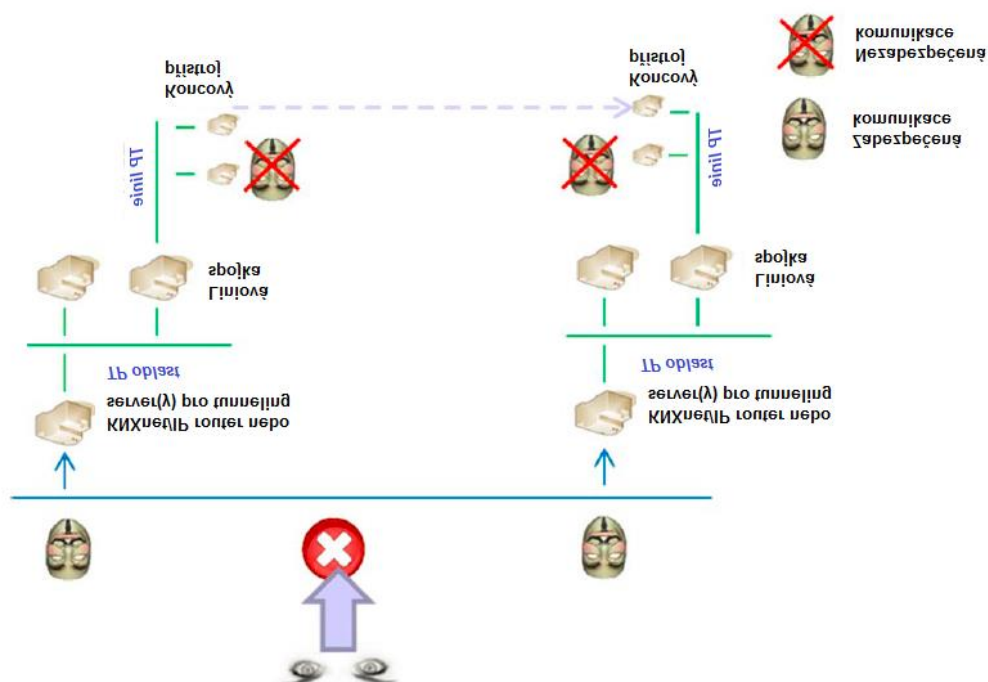 KNXnet/IP router nebo
server(y) pro tunneling
KNXnet/IP router nebo
server(y) pro tunneling
TP oblast
TP oblast
Liniová
spojka
Liniová
spojka
TP linie
TP linie
Zabezpečená
komunikace
Koncový
přístroj
Koncový
přístroj
Nezabezpečená
komunikace